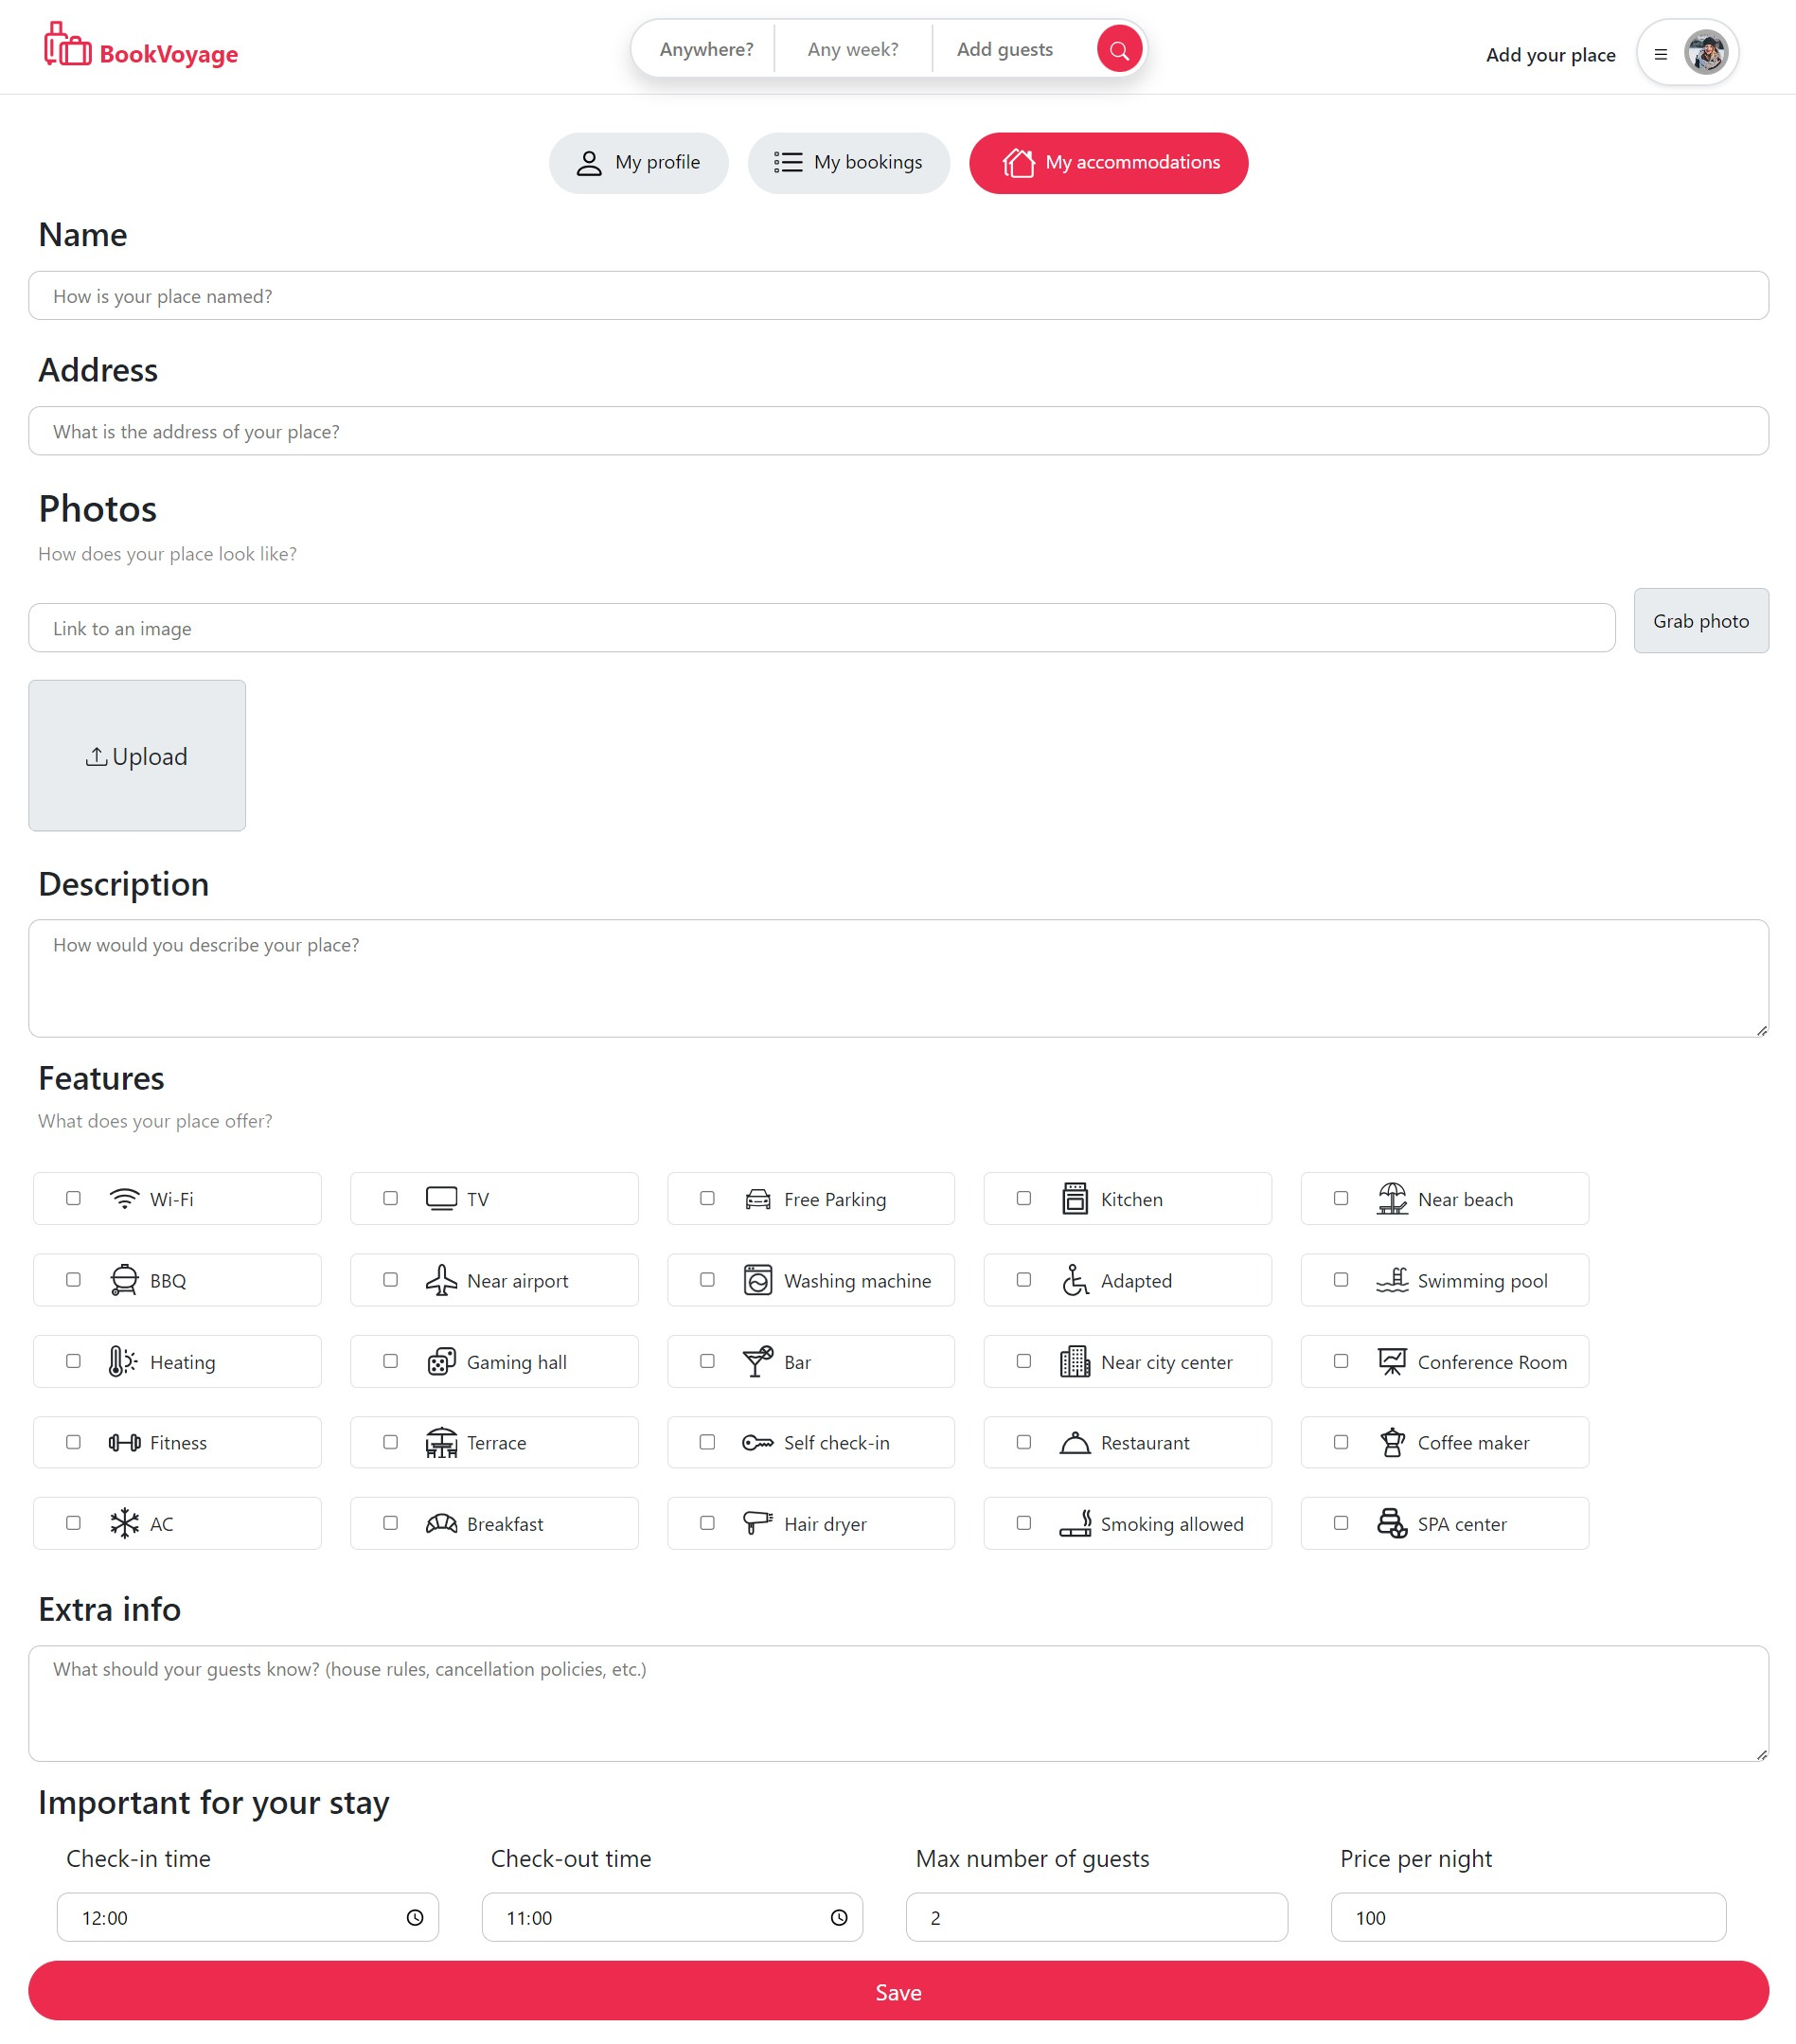 BookVoyage
Anywhere? Any week? Add guests
Add your place
My profile My bookings My accommodations
Name
How is your place named?
Address
What is the address of your place?
Photos
How does your place look like?
Link to an image
Grab photo
Upload
Description
How would you describe your place?
Features
What does your place offer?
Wi-Fi TV Free Parking Kitchen Near beach
BBQ Near airport Washing machine Adapted Swimming pool
Heating Gaming hall Bar Near city center Conference Room
Fitness Terrace Self check-in Restaurant Coffee maker
AC Breakfast Hair dryer Smoking allowed SPA center
Extra info
What should your guests know? (house rules, cancellation policies, etc.)
Important for your stay
Check-in time Check-out time Max number of guests Price per night
12:00 11:00 2 100
Save